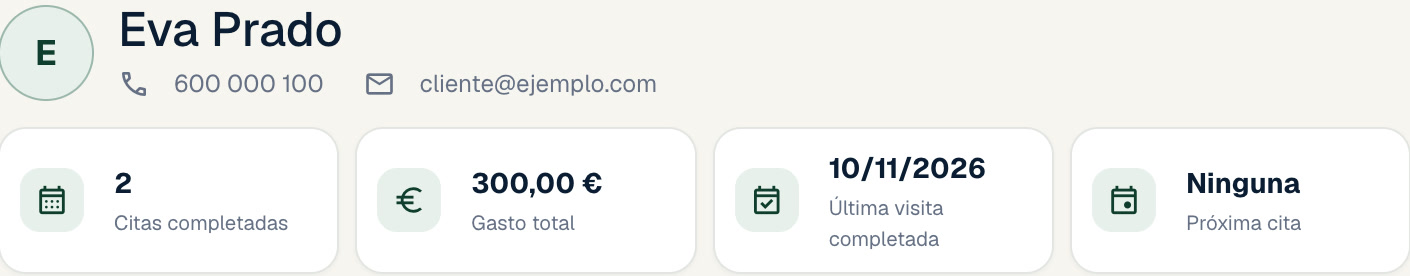 E
Eva Prado
600 000 100
cliente@ejemplo.com
2
Citas completadas
300,00 €
Gasto total
10/11/2026
Última visita
completada
Ninguna
Próxima cita